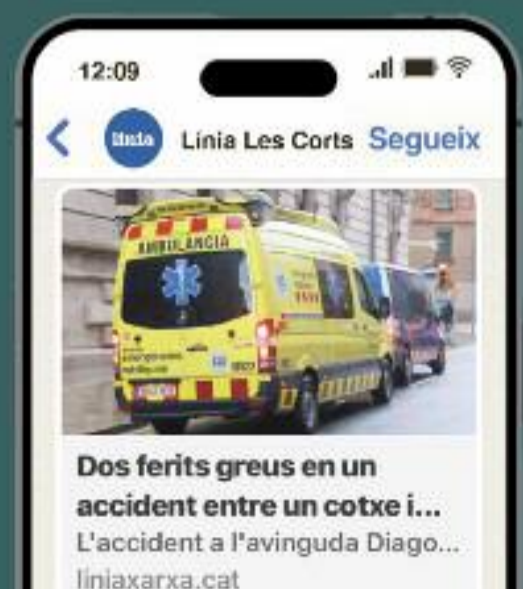 12:09
línia Línia Les Corts Segueix
AMBULÀNCIA
Dos ferits greus en un
accident entre un cotxe i...
L'accident a l'avinguda Diago...
liniaxarxa.cat